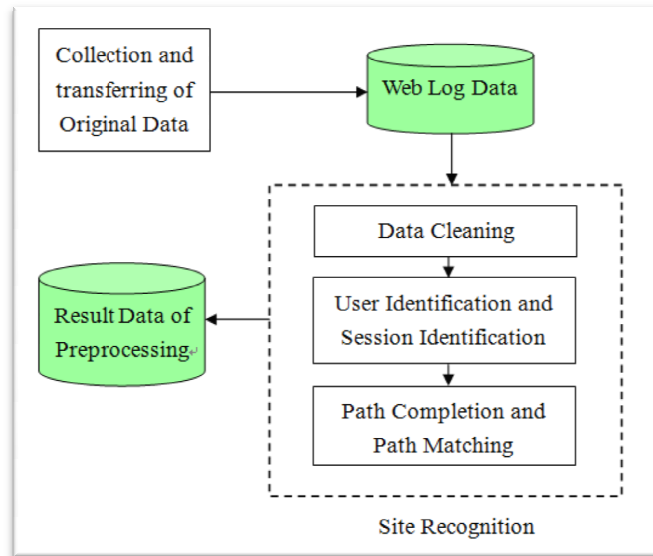 Collection and
transferring of
Original Data
Web Log Data
Data Cleaning
User Identification and
Session Identification
Path Completion and
Path Matching
Result Data of
Preprocessing↵
Site Recognition